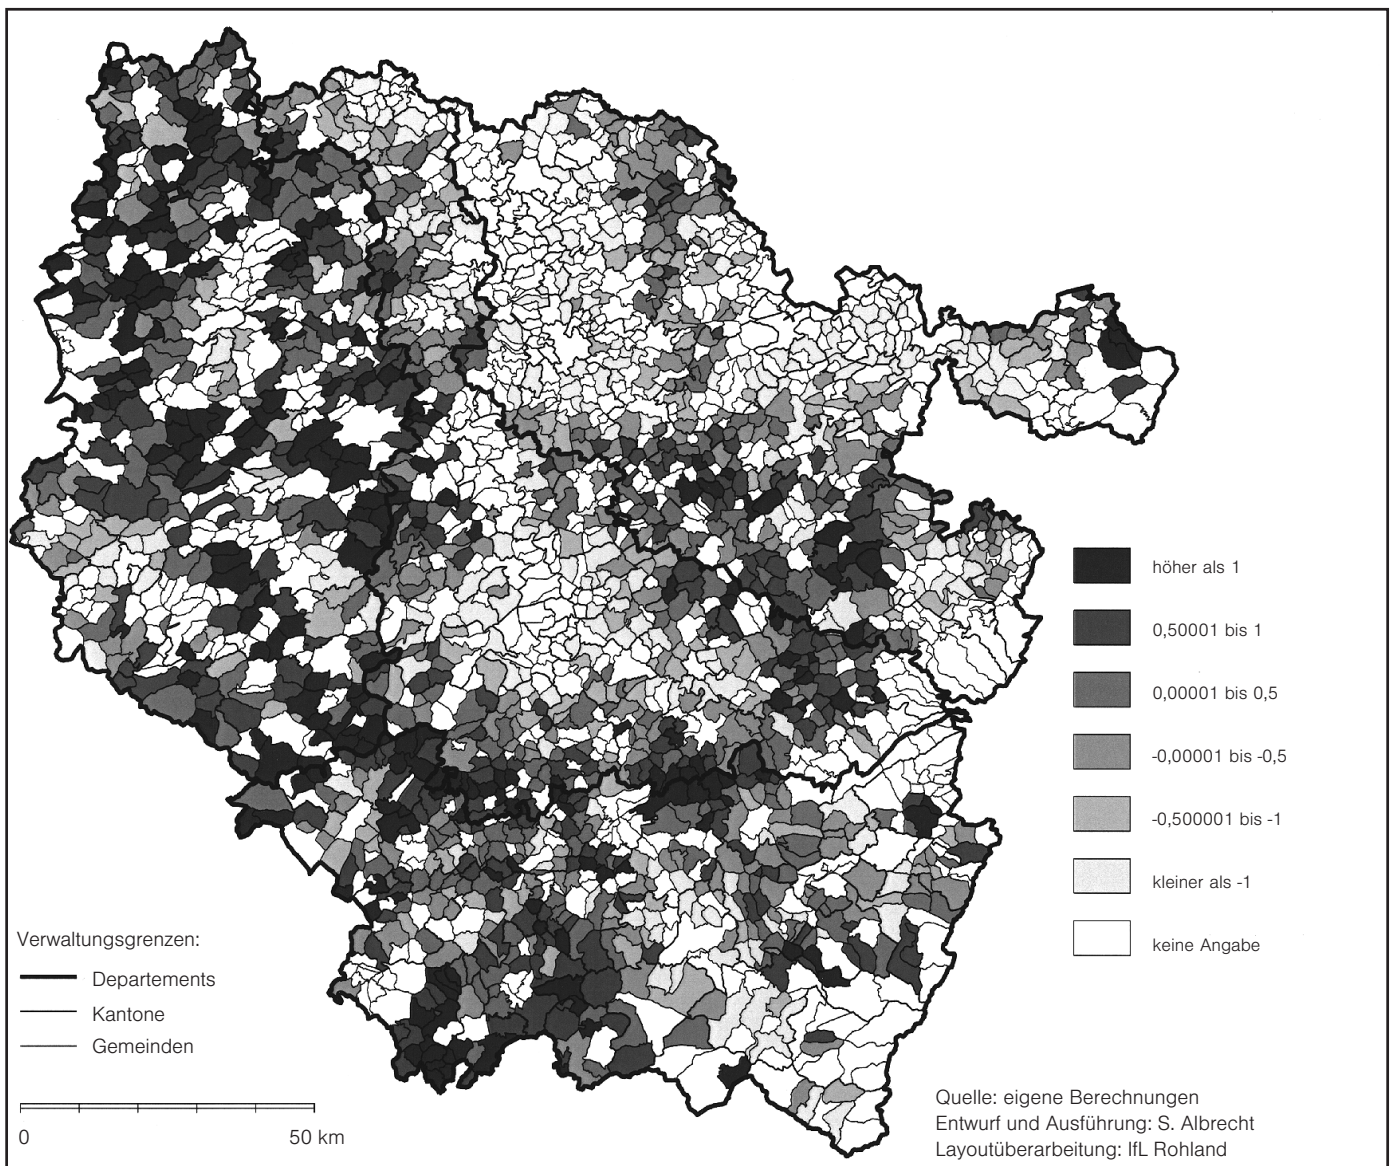 höher als 1
0,50001 bis 1
0,00001 bis 0,5
-0,00001 bis -0,5
-0,500001 bis -1
kleiner als -1
keine Angabe
Verwaltungsgrenzen:
Departements
Kantone
Gemeinden
0 50 km
Quelle: eigene Berechnungen
Entwurf und Ausführung: S. Albrecht
Layoutüberarbeitung: IfL Rohland